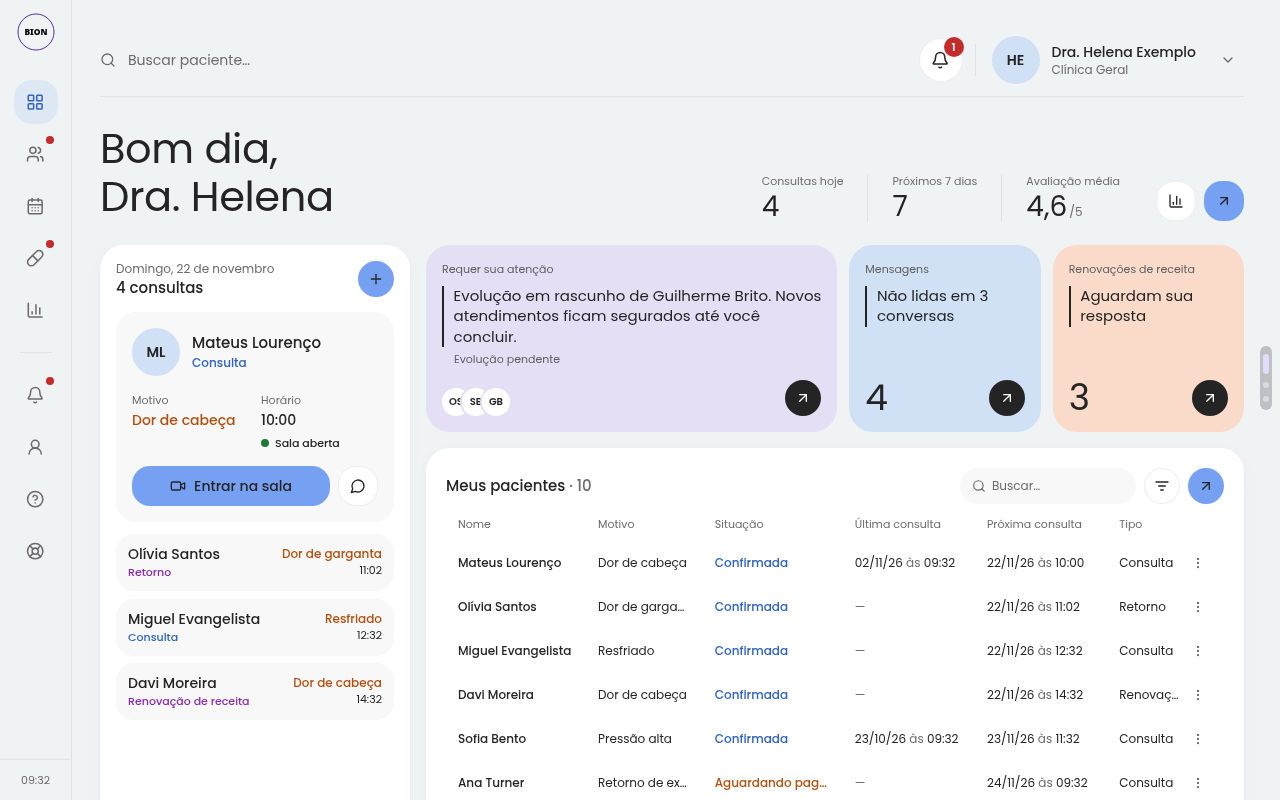 BION
Buscar paciente...
1
HE
Dra. Helena Exemplo
Clínica Geral
Bom dia,
Dra. Helena
Consultas hoje
4
Próximos 7 dias
7
Avaliação média
4,6 /5
Domingo, 22 de novembro
4 consultas
ML
Mateus Lourenço
Consulta
Motivo
Dor de cabeça
Horário
10:00
Sala aberta
Entrar na sala
Olívia Santos
Dor de garganta
Retorno
11:02
Miguel Evangelista
Resfriado
Consulta
12:32
Davi Moreira
Dor de cabeça
Renovação de receita
14:32
Requer sua atenção
Evolução em rascunho de Guilherme Brito. Novos
atendimentos ficam segurados até você
concluir.
Evolução pendente
OS SE GB
Mensagens
Não lidas em 3
conversas
4
Renovações de receita
Aguardam sua
resposta
3
Meus pacientes · 10
Buscar...
Nome Motivo Situação Última consulta Próxima consulta Tipo
Mateus Lourenço Dor de cabeça Confirmada 02/11/26 às 09:32 22/11/26 às 10:00 Consulta
Olívia Santos Dor de garga... Confirmada — 22/11/26 às 11:02 Retorno
Miguel Evangelista Resfriado Confirmada — 22/11/26 às 12:32 Consulta
Davi Moreira Dor de cabeça Confirmada — 22/11/26 às 14:32 Renovaç...
Sofia Bento Pressão alta Confirmada 23/10/26 às 09:32 23/11/26 às 11:32 Consulta
Ana Turner Retorno de ex... Aguardando pag... — 24/11/26 às 09:32 Consulta
09:32